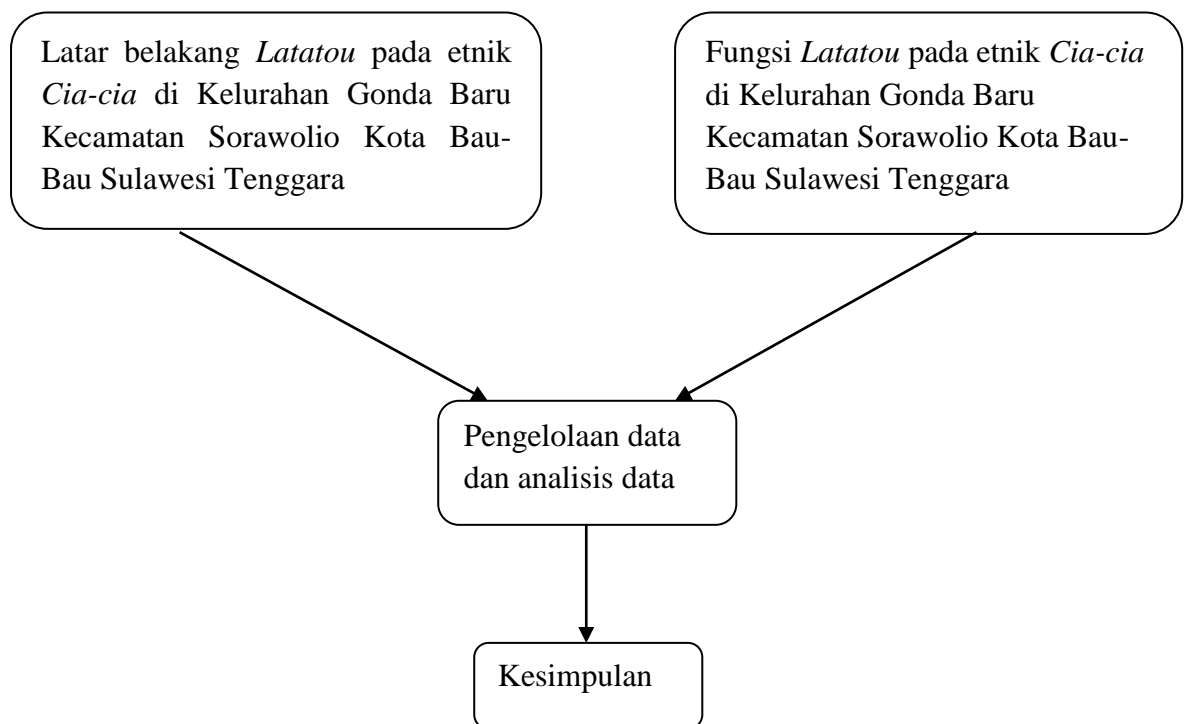 Latar belakang Latatou pada etnik
Cia-cia di Kelurahan Gonda Baru
Kecamatan Sorawolio Kota Bau-
Bau Sulawesi Tenggara
Fungsi Latatou pada etnik Cia-cia
di Kelurahan Gonda Baru
Kecamatan Sorawolio Kota Bau-
Bau Sulawesi Tenggara
Pengelolaan data
dan analisis data
Kesimpulan